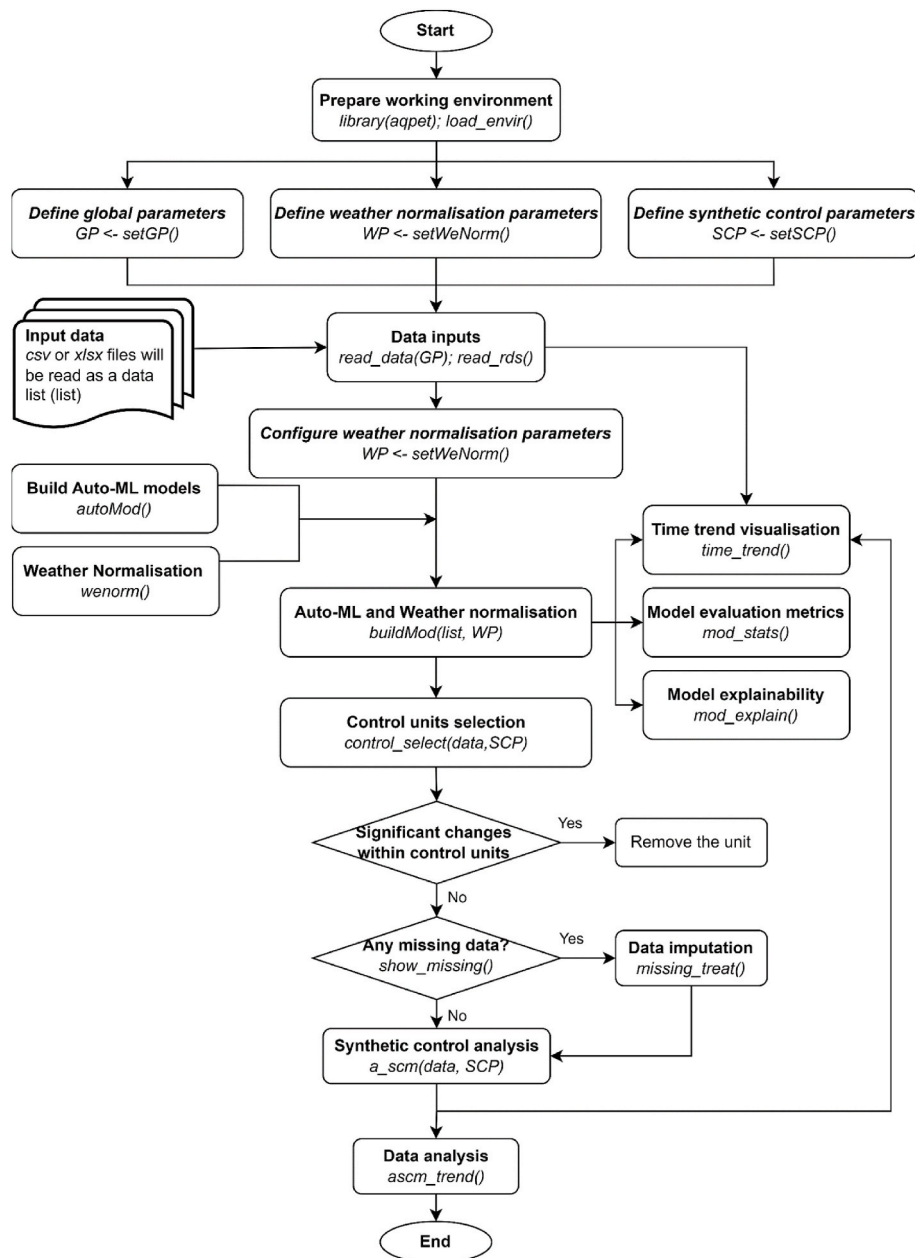 Start
Prepare working environment
library(aqpet); load_envir()
Define global parameters
GP <- setGP()
Define weather normalisation parameters
WP <- setWeNorm()
Define synthetic control parameters
SCP <- setSCP()
Input data
csv or xlsx files will
be read as a data
list (list)
Data inputs
read_data(GP); read_rds()
Configure weather normalisation parameters
WP <- setWeNorm()
Build Auto-ML models
autoMod()
Weather Normalisation
wenorm()
Time trend visualisation
time_trend()
Auto-ML and Weather normalisation
buildMod(list, WP)
Model evaluation metrics
mod_stats()
Model explainability
mod_explain()
Control units selection
control_select(data,SCP)
Significant changes
within control units
Yes
Remove the unit
No
Any missing data?
show_missing()
Yes
Data imputation
missing_treat()
No
Synthetic control analysis
a_scm(data, SCP)
Data analysis
ascm_trend()
End